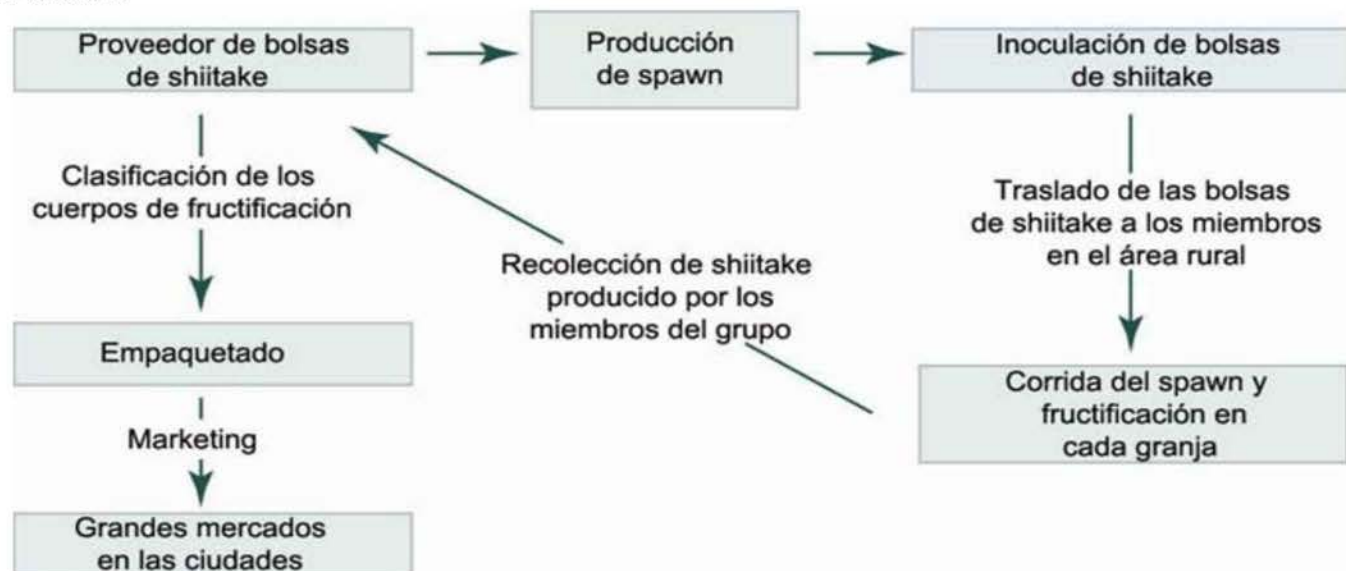 Proveedor de bolsas
de shiitake
Producción
de spawn
Inoculación de bolsas
de shiitake
Clasificación de los
cuerpos de fructificación
Traslado de las bolsas
de shiitake a los miembros
en el área rural
Recolección de shiitake
producido por los
miembros del grupo
Empaquetado
Corrida del spawn y
fructificación en
cada granja
Marketing
Grandes mercados
en las ciudades